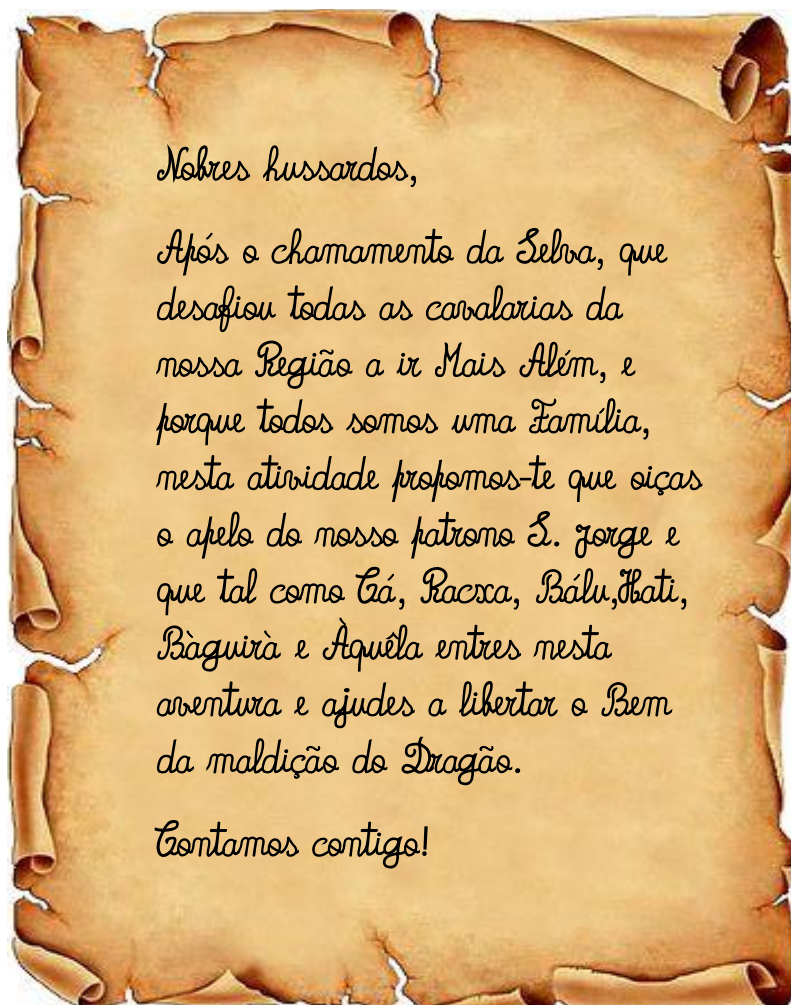 Nobres hussardos,
Após o chamamento da Selva, que
desafiou todas as cavalarias da
nossa Região a ir Mais Além, e
porque todos somos uma Família,
nesta atividade propomos-te que oiças
o apelo do nosso patrono S. Jorge e
que tal como Cá, Racxa, Bálu,Hati,
Bàguirà e Àquêla entres nesta
aventura e ajudes a libertar o Bem
da maldição do Dragão.
Contamos contigo!